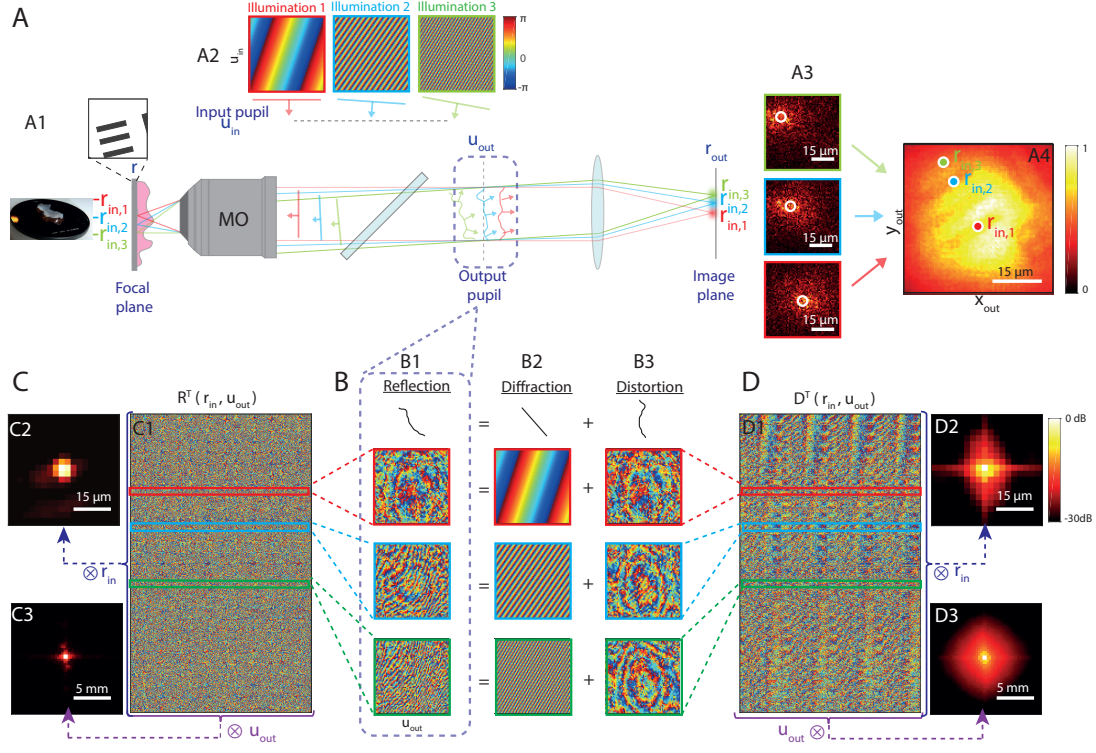 A
Illumination 1
Illumination 2
Illumination 3
A2
u_in
π
0
-π
A3
A1
Input pupil
u_in
r
u_out
r_out
15 µm
A4
1
r_in,3
r_in,2
r_in,1
y_out
15 µm
x_out
0
r_in,1
r_in,2
r_in,3
MO
r_in,3
r_in,2
r_in,1
15 µm
Focal
plane
Output
pupil
Image
plane
15 µm
C
R^T (r_in, u_out)
B
B1
B2
B3
Reflection
Diffraction
Distortion
D
D^T (r_in, u_out)
C2
C1
=
+
D1
D2
0 dB
15 µm
=
+
15 µm
-30dB
⊗ r_in
=
+
⊗ r_in
C3
D3
5 mm
=
+
5 mm
u_out
⊗ u_out
u_out ⊗